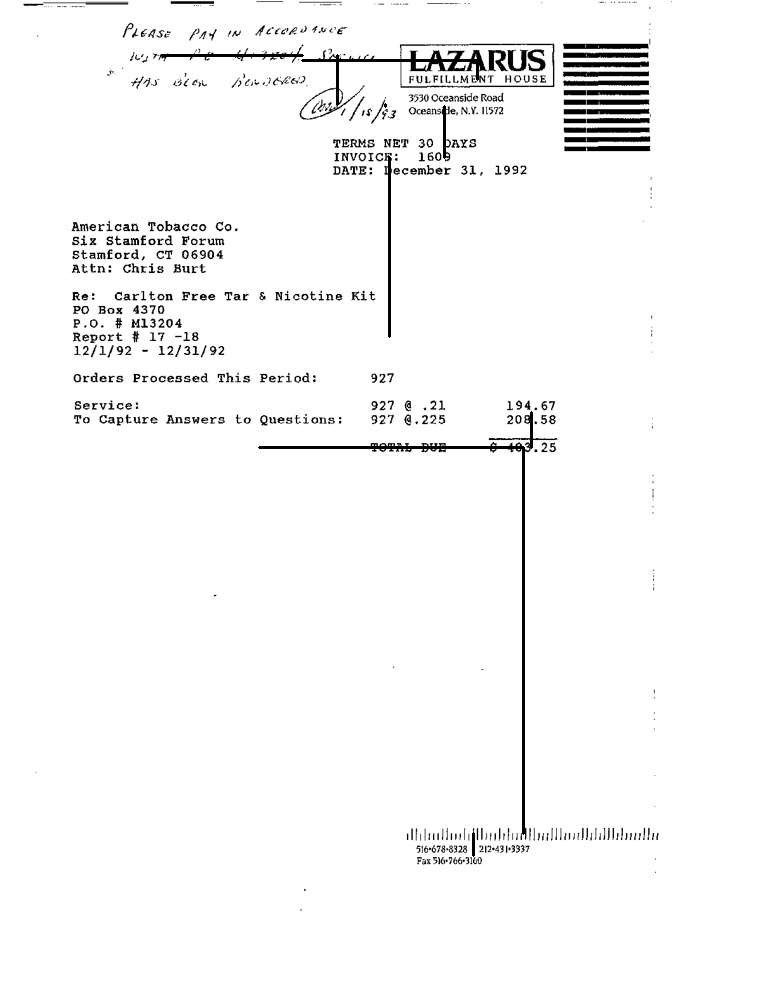 PLEASE PAY IN ACCORDANCE
WITH PO M13204 SERVICE
HAS BEEN RENDERED.
1/15/93
LAZARUS
FULFILLMENT HOUSE
3530 Oceanside Road
Oceanside, N.Y. 11572
TERMS NET 30 DAYS
INVOICE: 1609
DATE: December 31, 1992
American Tobacco Co.
Six Stamford Forum
Stamford, CT 06904
Attn: Chris Burt
Re: Carlton Free Tar & Nicotine Kit
PO Box 4370
P.O. # M13204
Report # 17 -18
12/1/92 - 12/31/92
Orders Processed This Period: 927
Service: 927 @ .21 194.67
To Capture Answers to Questions: 927 @.225 208.58
TOTAL DUE $ 403.25
516•678•8328 212•431•3337
Fax 516•766•3160